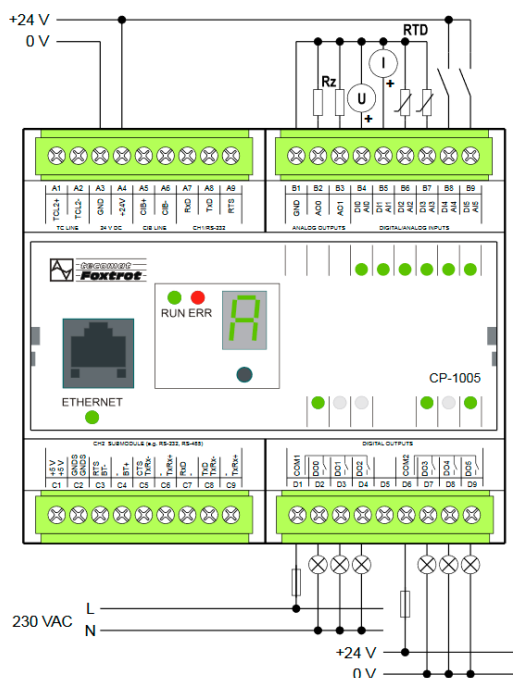 +24 V
0 V
RTD
Rz
I
U
+
+
A1 A2 A3 A4 A5 A6 A7 A8 A9
TCL2+ TCL2- GND +24V CIB+ CIB- RxD TxD RTS
TC LINE 24 V DC CIB LINE CH1/RS-232
B1 B2 B3 B4 B5 B6 B7 B8 B9
GND AO0 AO1 DI0 AI0 DI1 AI1 DI2 AI2 DI3 AI3 DI4 AI4 DI5 AI5
ANALOG OUTPUTS DIGITAL/ANALOG INPUTS
tecomat
Foxtrot
RUN ERR
A
ETHERNET
CP-1005
CH2 SUBMODULE (e.g. RS-232, RS-485)
+5 V +5 V GNDS GNDS RTS BT- - BT+ CTS TxRx- - TxRx+ RxD - TxD TxRx- - TxRx+
C1 C2 C3 C4 C5 C6 C7 C8 C9
DIGITAL OUTPUTS
COM1 DO0 DO1 DO2 COM2 DO3 DO4 DO5
D1 D2 D3 D4 D5 D6 D7 D8 D9
230 VAC
L
N
+24 V
0 V